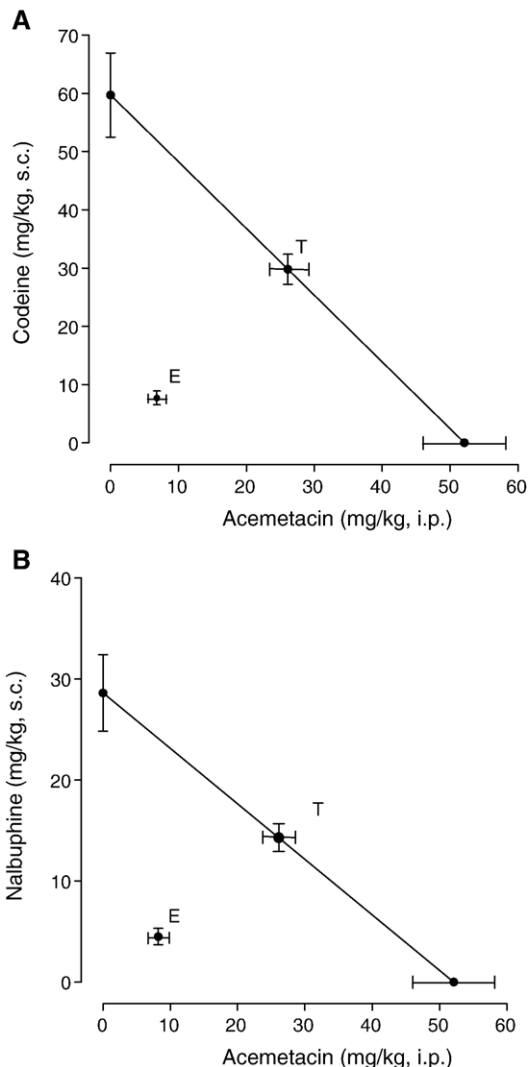 A
70
60
50
40
30
20
10
0
Codeine (mg/kg, s.c.)
T
E
0 10 20 30 40 50 60
Acemetacin (mg/kg, i.p.)
B
40
30
20
10
0
Nalbuphine (mg/kg, s.c.)
T
E
0 10 20 30 40 50 60
Acemetacin (mg/kg, i.p.)